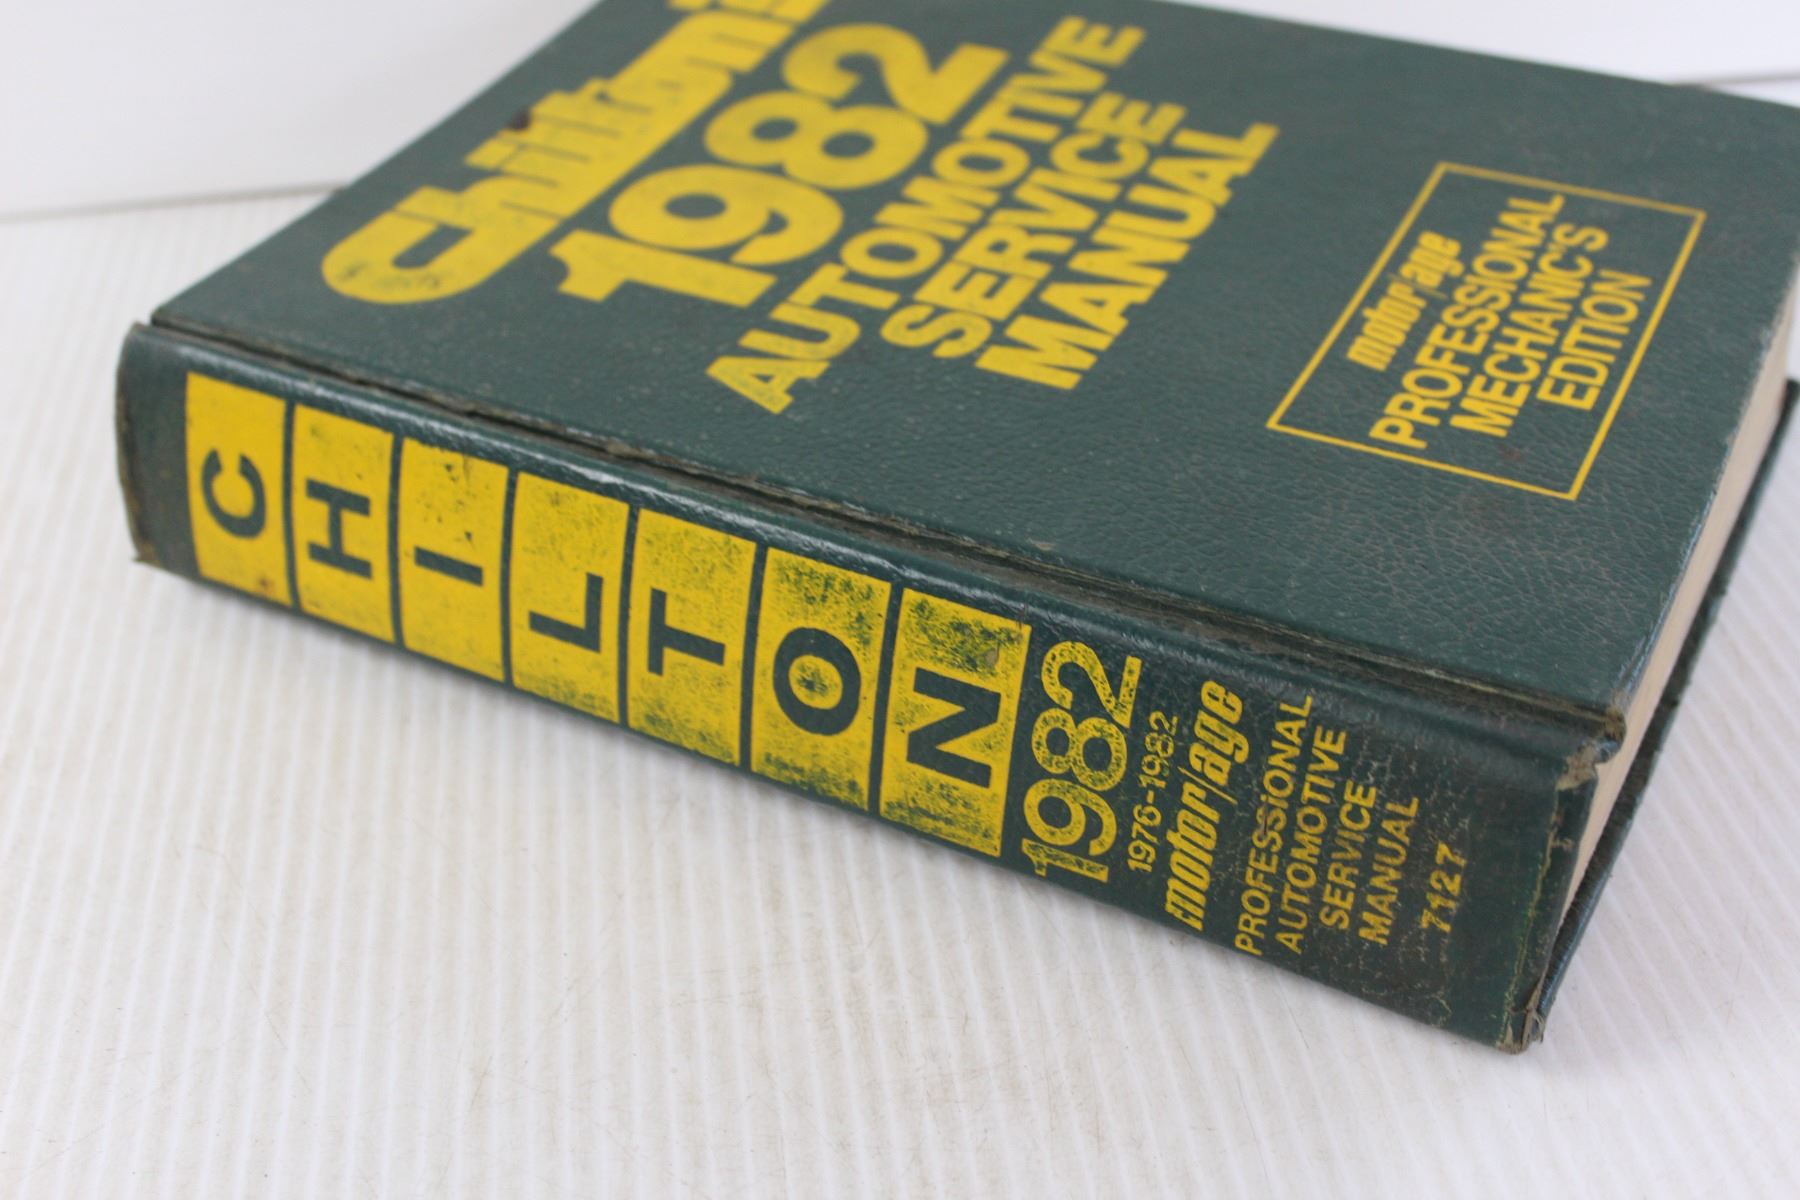 Chilton's
1982
AUTOMOTIVE
SERVICE
MANUAL
motor/age
PROFESSIONAL
MECHANIC'S
EDITION
CHILTON
1982
1976-1982
motor/age
PROFESSIONAL
AUTOMOTIVE
SERVICE
MANUAL
7127